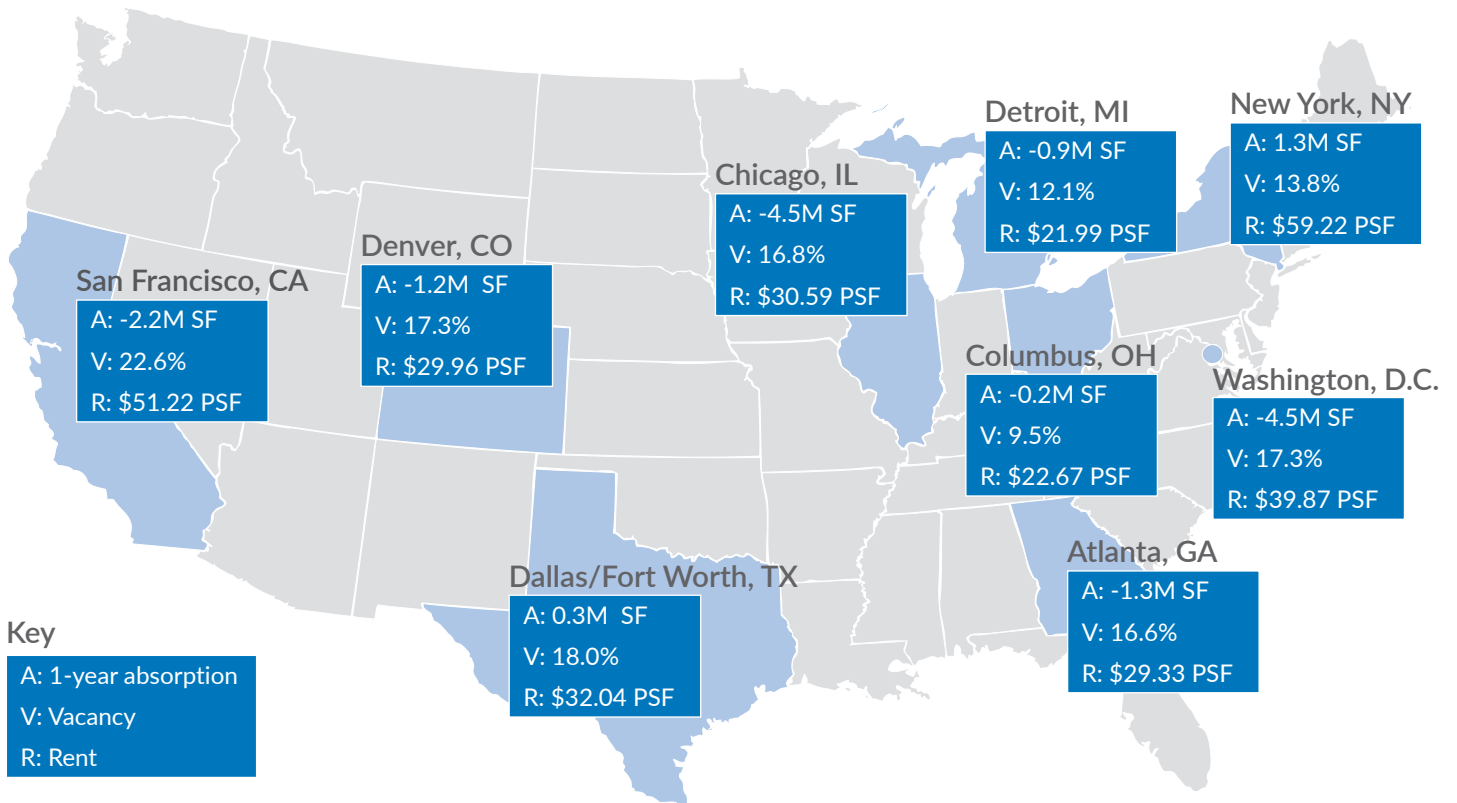 Detroit, MI
A: -0.9M SF
V: 12.1%
R: $21.99 PSF
New York, NY
A: 1.3M SF
V: 13.8%
R: $59.22 PSF
Chicago, IL
A: -4.5M SF
V: 16.8%
R: $30.59 PSF
Denver, CO
A: -1.2M  SF
V: 17.3%
R: $29.96 PSF
San Francisco, CA
A: -2.2M SF
V: 22.6%
R: $51.22 PSF
Columbus, OH
A: -0.2M SF
V: 9.5%
R: $22.67 PSF
Washington, D.C.
A: -4.5M SF
V: 17.3%
R: $39.87 PSF
Atlanta, GA
A: -1.3M SF
V: 16.6%
R: $29.33 PSF
Dallas/Fort Worth, TX
A: 0.3M  SF
V: 18.0%
R: $32.04 PSF
Key
A: 1-year absorption
V: Vacancy
R: Rent